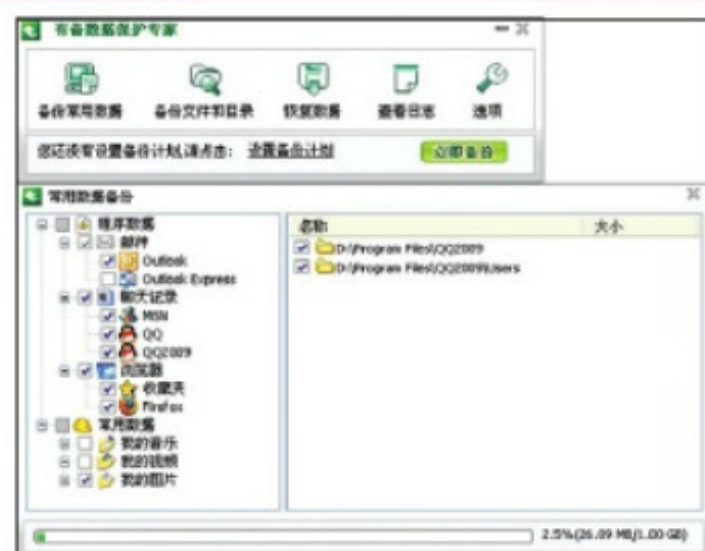 有备数据保护专家
备份常用数据 备份文件和目录 恢复数据 查看日志 选项
您还没有设置备份计划,请点击: 设置备份计划 立即备份
常用数据备份
程序数据 名称 大小
邮件 D:\Program Files\QQ2009
Outlook D:\Program Files\QQ2009\Users
Outlook Express
聊天记录
MSN
QQ
QQ2009
浏览器
收藏夹
Firefox
常用数据
我的音乐
我的视频
我的图片
2.5%(26.09 MB/1.00 GB)